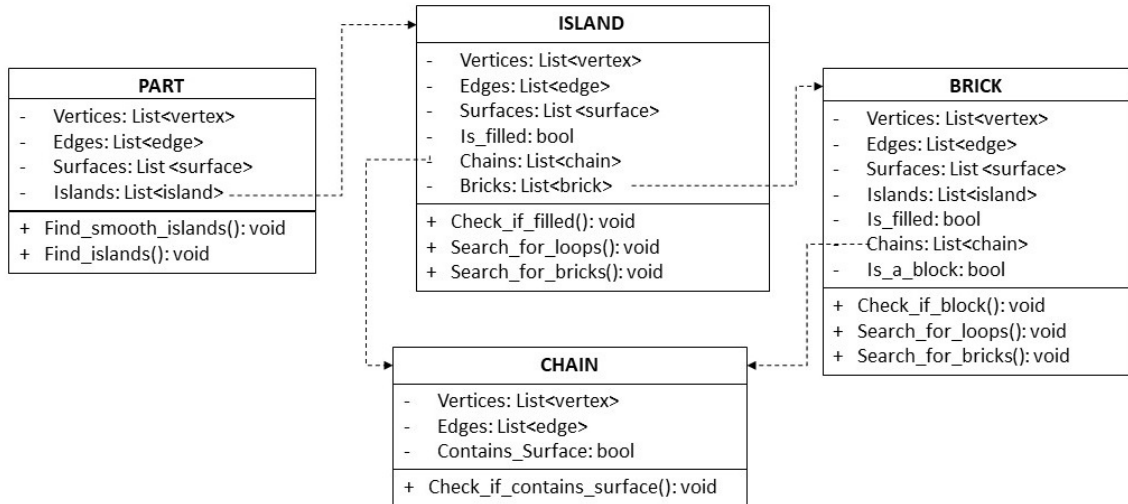 PART
- Vertices: List<vertex>
- Edges: List<edge>
- Surfaces: List <surface>
- Islands: List<island>
+ Find_smooth_islands(): void
+ Find_islands(): void
ISLAND
- Vertices: List<vertex>
- Edges: List<edge>
- Surfaces: List <surface>
- Is_filled: bool
- Chains: List<chain>
- Bricks: List<brick>
+ Check_if_filled(): void
+ Search_for_loops(): void
+ Search_for_bricks(): void
BRICK
- Vertices: List<vertex>
- Edges: List<edge>
- Surfaces: List <surface>
- Islands: List<island>
- Is_filled: bool
- Chains: List<chain>
- Is_a_block: bool
+ Check_if_block(): void
+ Search_for_loops(): void
+ Search_for_bricks(): void
CHAIN
- Vertices: List<vertex>
- Edges: List<edge>
- Contains_Surface: bool
+ Check_if_contains_surface(): void